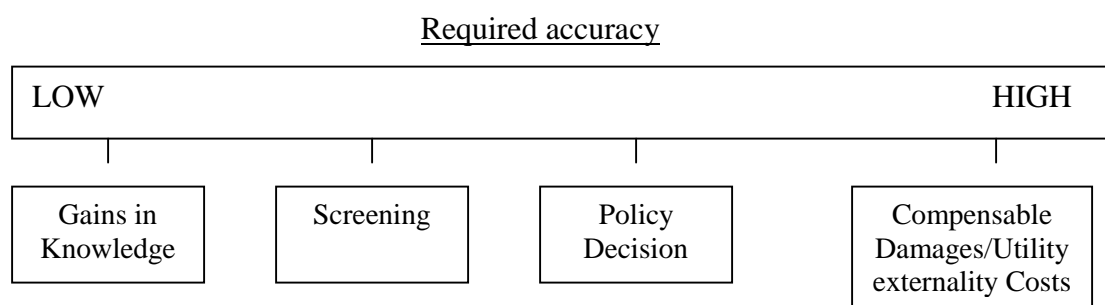 Required accuracy
LOW HIGH
Gains in
Knowledge
Screening
Policy
Decision
Compensable
Damages/Utility
externality Costs